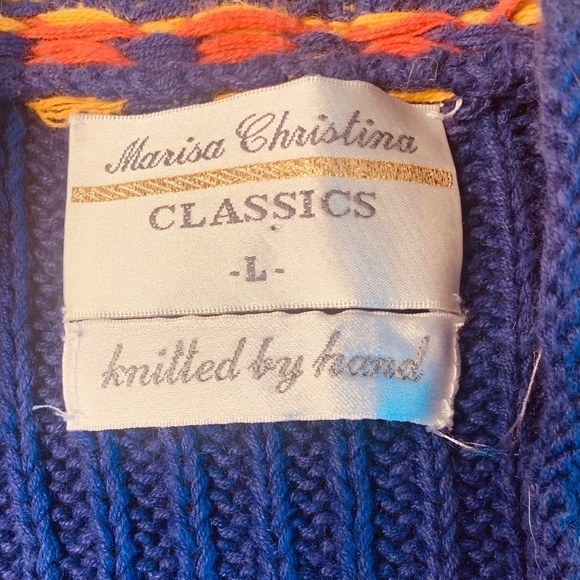 Marisa Christina
CLASSICS
-L-
knitted by hand